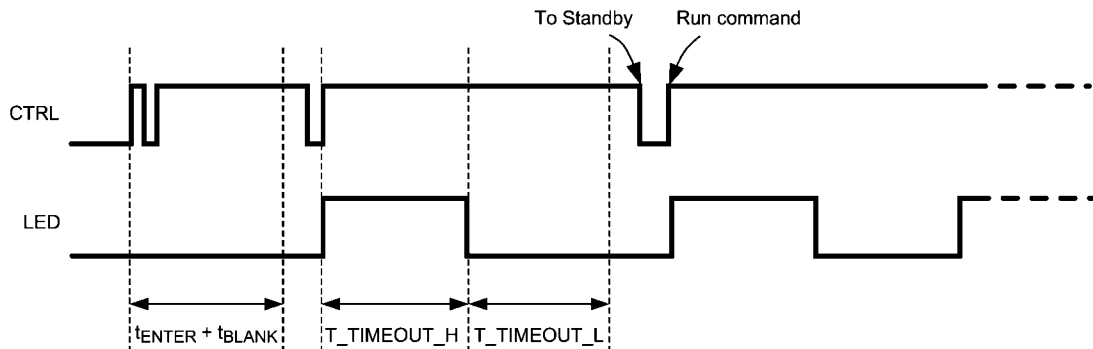 To Standby
Run command
CTRL
LED
tENTER + tBLANK
T_TIMEOUT_H
T_TIMEOUT_L